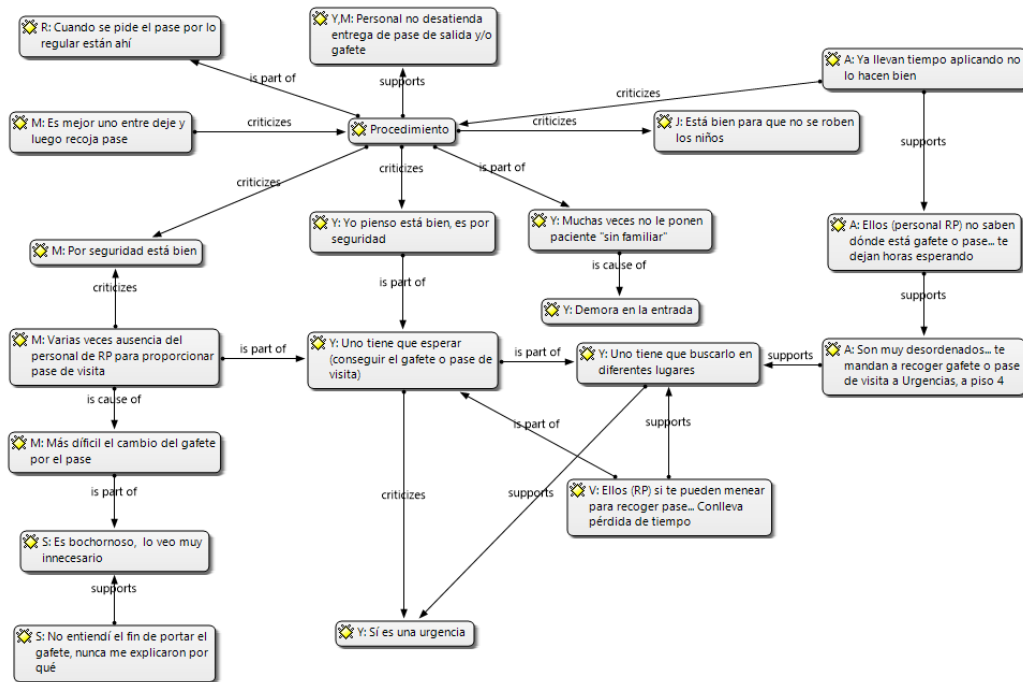 R: Cuando se pide el pase por lo
regular están ahí
Y,M: Personal no desatienda
entrega de pase de salida y/o
gafete
A: Ya llevan tiempo aplicando no
lo hacen bien
is part of
supports
criticizes
M: Es mejor uno entre deje y
luego recoja pase
criticizes
Procedimiento
criticizes
J: Está bien para que no se roben
los niños
supports
criticizes
criticizes
is part of
M: Por seguridad está bien
Y: Yo pienso está bien, es por
seguridad
Y: Muchas veces no le ponen
paciente "sin familiar"
A: Ellos (personal RP) no saben
dónde está gafete o pase... te
dejan horas esperando
criticizes
is part of
is cause of
Y: Demora en la entrada
supports
M: Varias veces ausencia del
personal de RP para proporcionar
pase de visita
is part of
Y: Uno tiene que esperar
(conseguir el gafete o pase de
visita)
is part of
Y: Uno tiene que buscarlo en
diferentes lugares
supports
A: Son muy desordenados... te
mandan a recoger gafete o pase
de visita a Urgencias, a piso 4
is cause of
is part of
supports
M: Más díficil el cambio del gafete
por el pase
is part of
criticizes
supports
V: Ellos (RP) si te pueden menear
para recoger pase... Conlleva
pérdida de tiempo
S: Es bochornoso, lo veo muy
innecesario
supports
S: No entiendí el fin de portar el
gafete, nunca me explicaron por
qué
Y: Sí es una urgencia